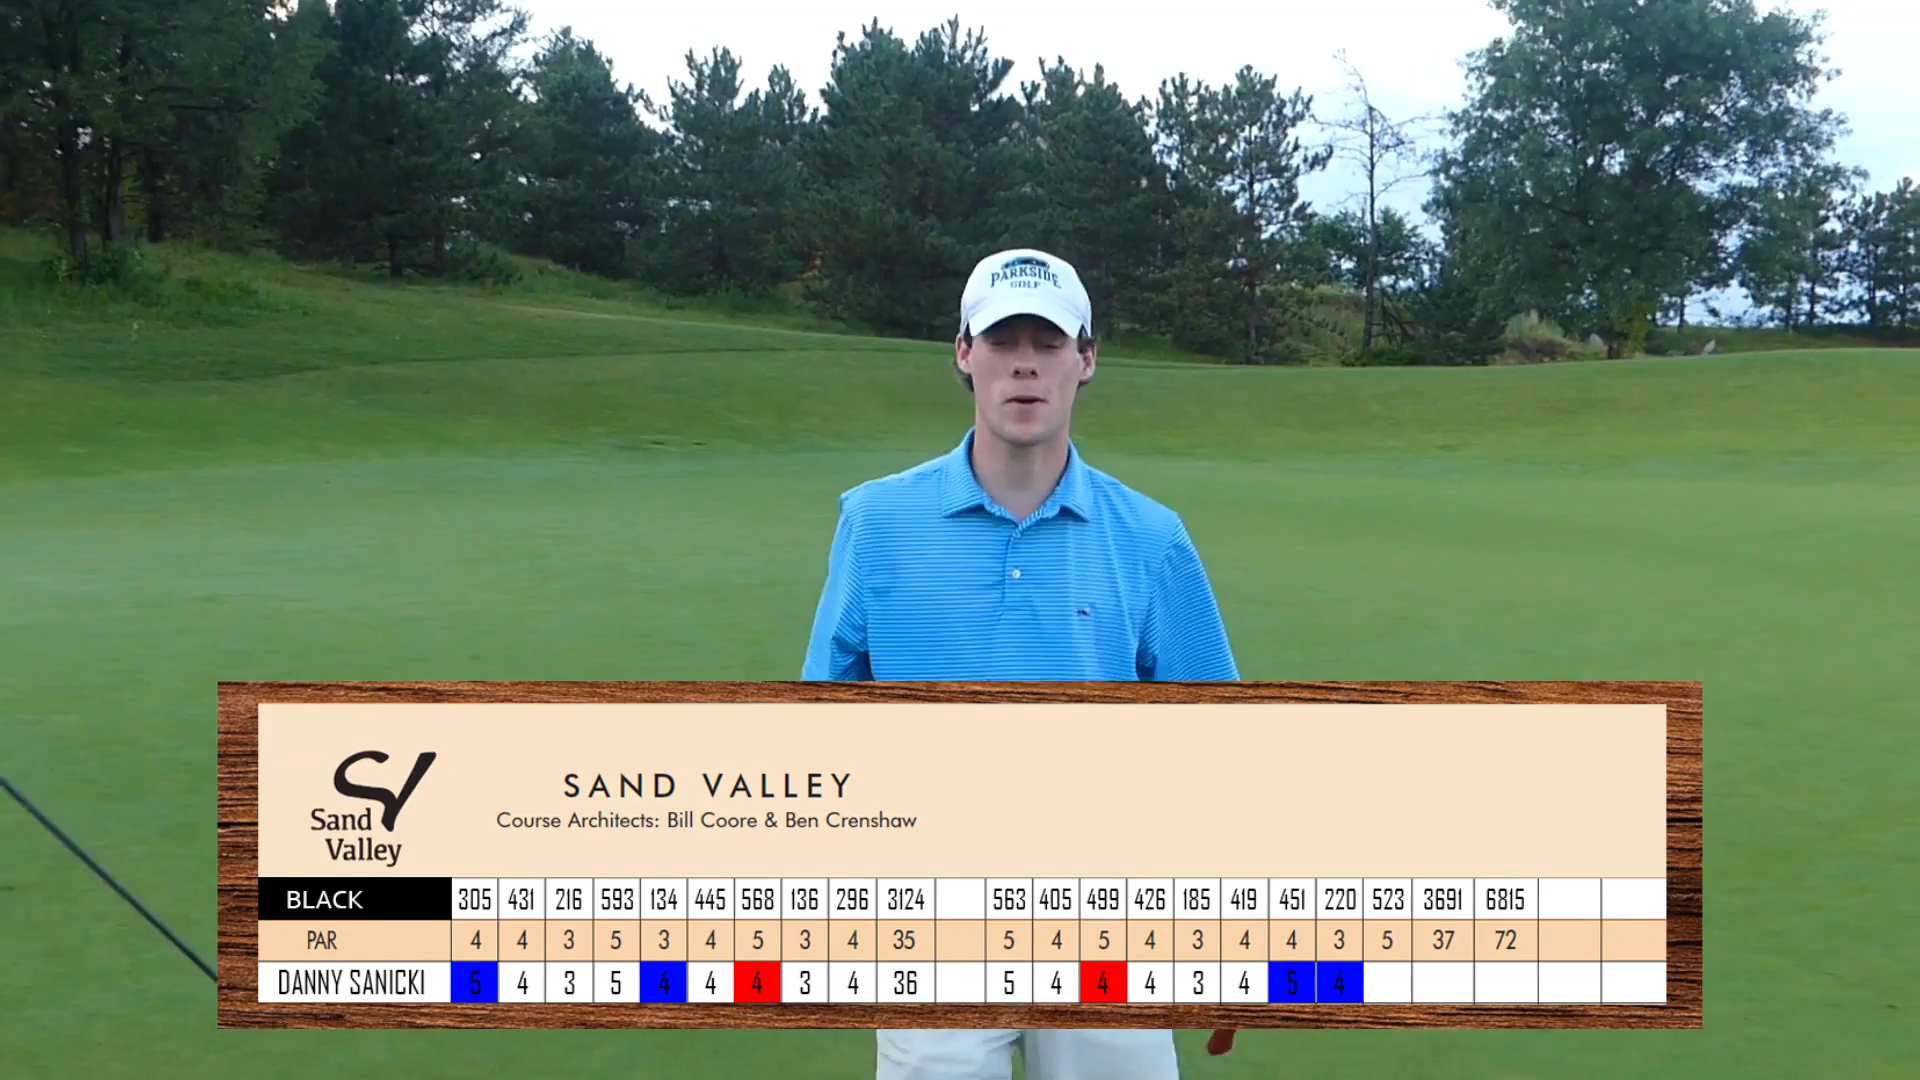 PARKSIDE
GOLF
Sand
Valley
SAND VALLEY
Course Architects: Bill Coore & Ben Crenshaw
BLACK 305 431 216 593 134 445 568 136 296 3124 563 405 499 426 185 419 451 220 523 3691 6815
PAR 4 4 3 5 3 4 5 3 4 35 5 4 5 4 3 4 4 3 5 37 72
DANNY SANICKI 5 4 3 5 4 4 4 3 4 36 5 4 4 4 3 4 5 4